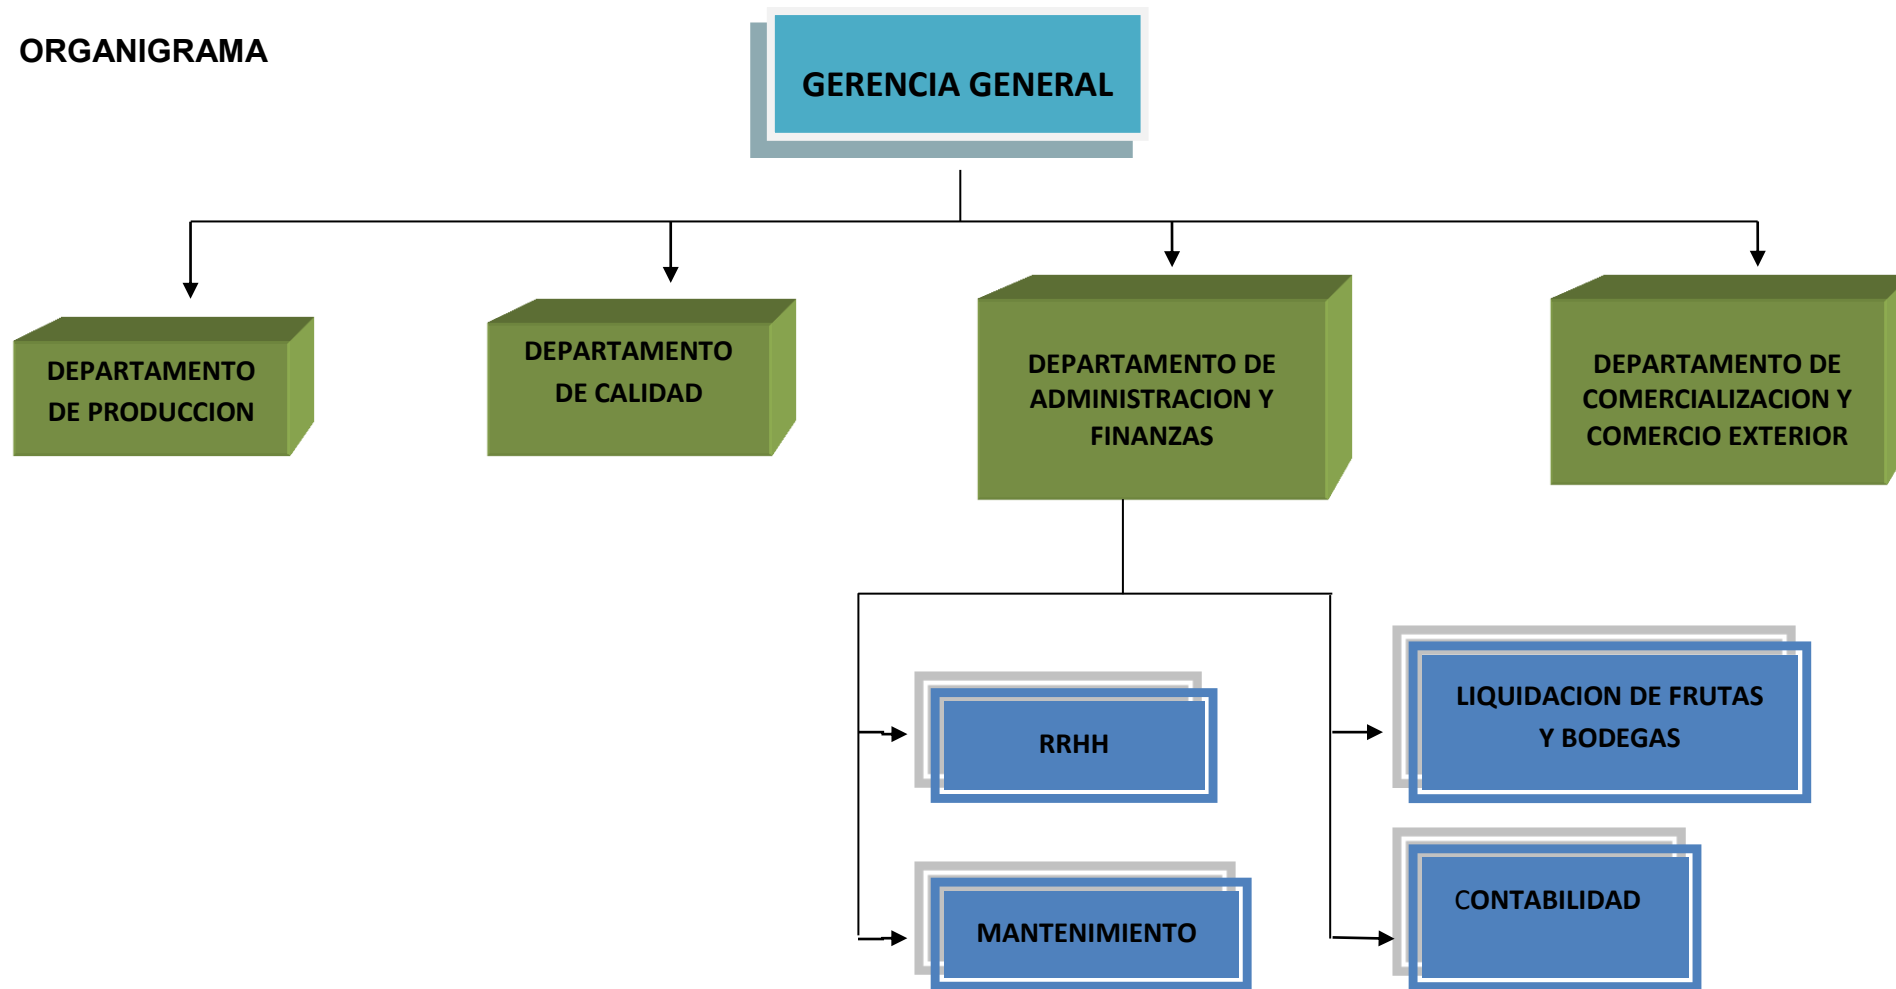 ORGANIGRAMA
GERENCIA GENERAL
DEPARTAMENTO
DE PRODUCCION
DEPARTAMENTO
DE CALIDAD
DEPARTAMENTO DE
ADMINISTRACION Y
FINANZAS
DEPARTAMENTO DE
COMERCIALIZACION Y
COMERCIO EXTERIOR
RRHH
LIQUIDACION DE FRUTAS
Y BODEGAS
MANTENIMIENTO
CONTABILIDAD